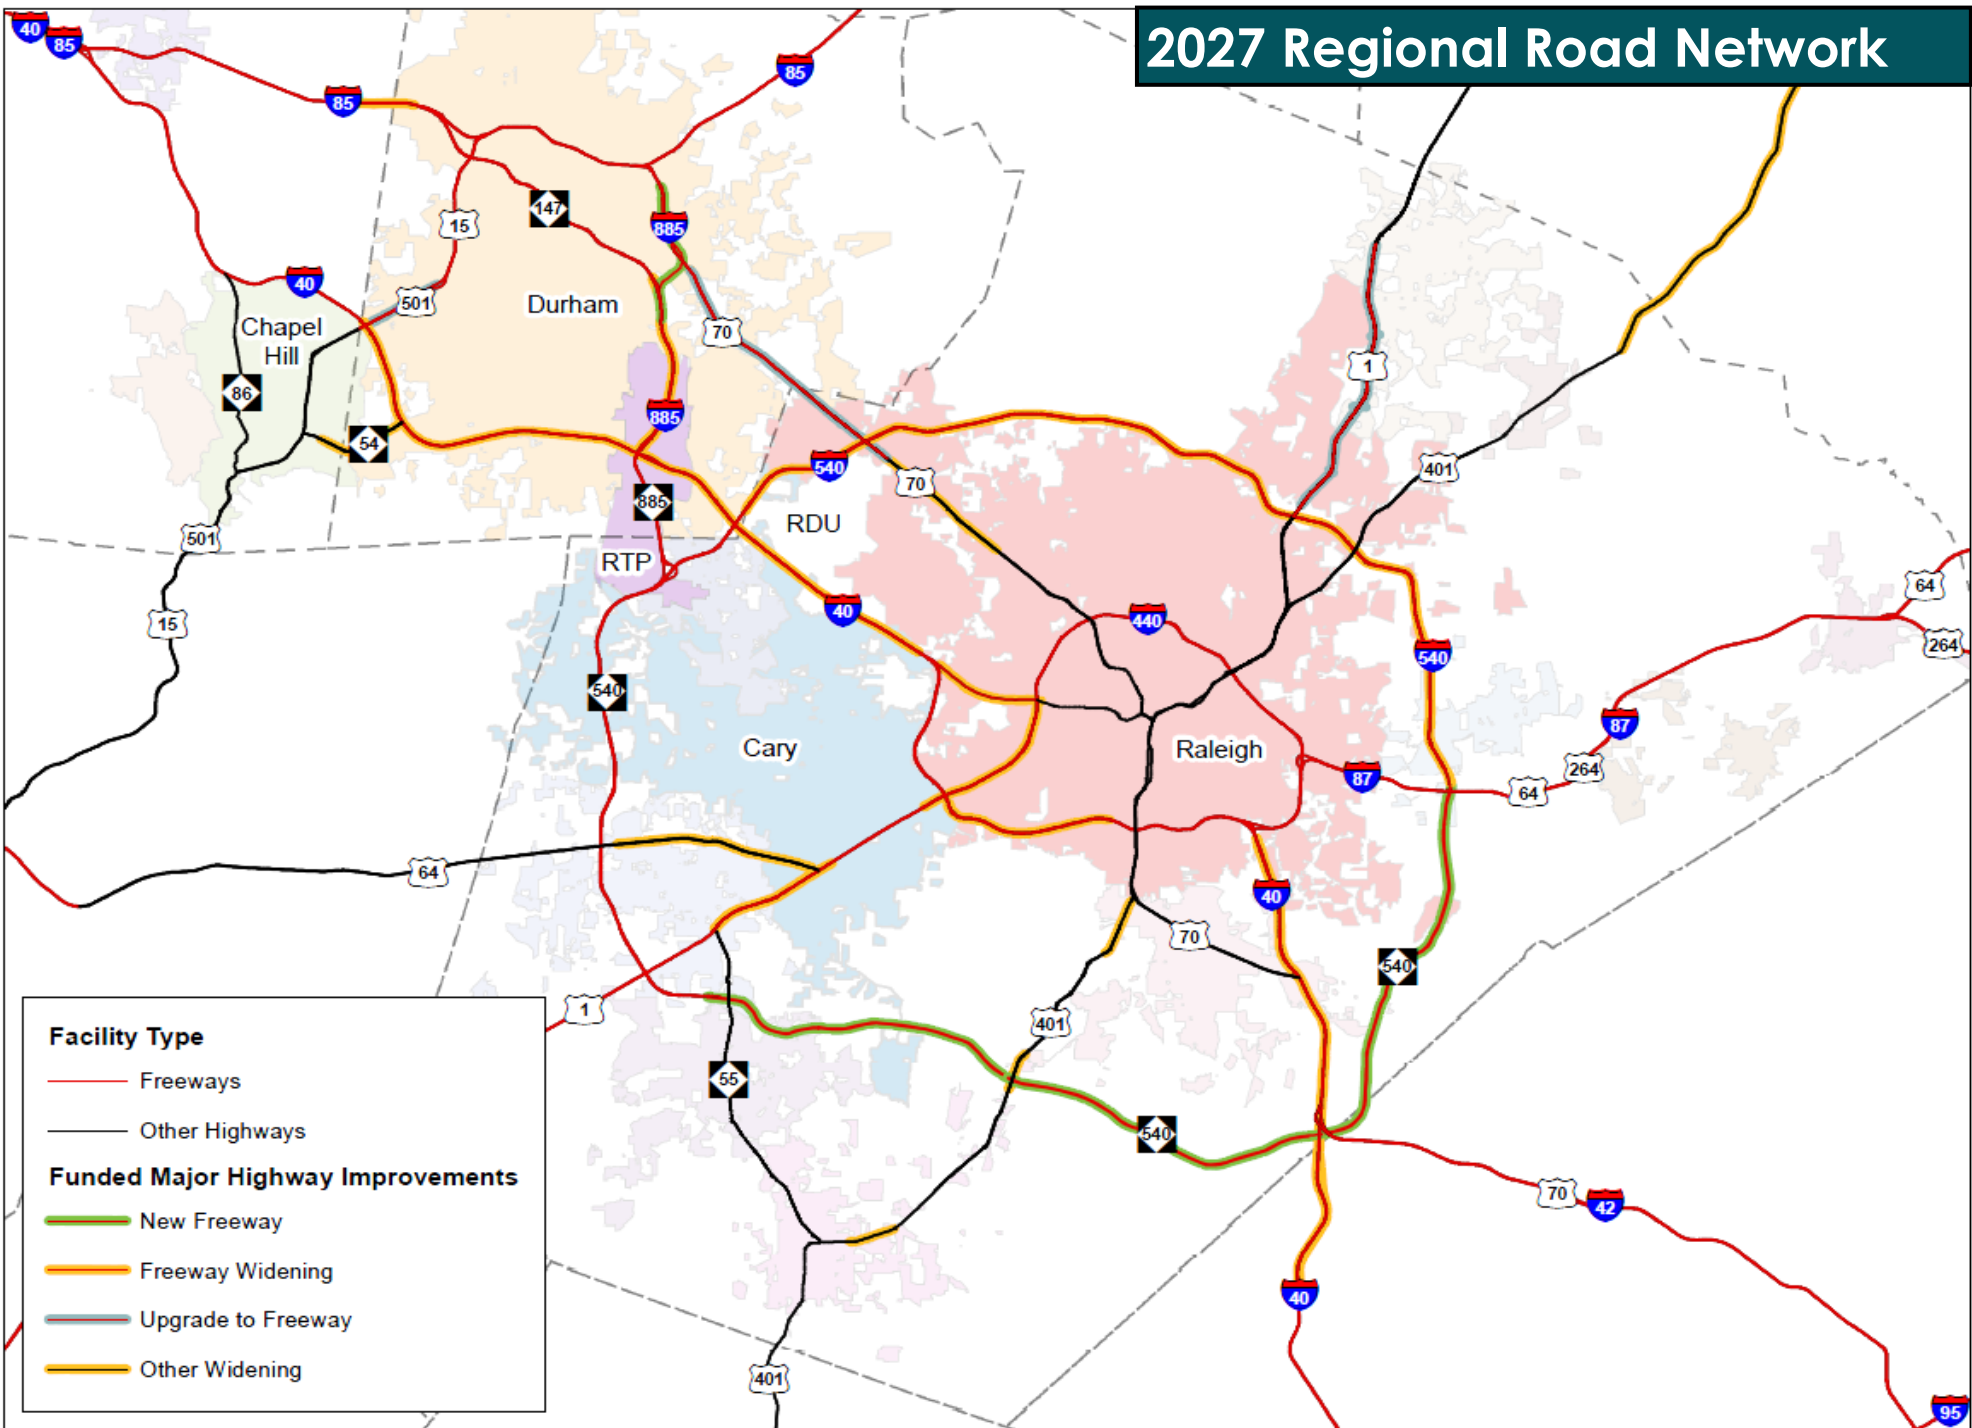 2027 Regional Road Network
40
85
85
85
147
15
885
40
501
Durham
Chapel
Hill
70
1
86
885
54
540
401
70
885
501
RDU
RTP
64
40
440
15
264
540
540
87
Cary
Raleigh
264
87
64
64
40
70
540
1
401
55
540
70
42
40
401
95
Facility Type
Freeways
Other Highways
Funded Major Highway Improvements
New Freeway
Freeway Widening
Upgrade to Freeway
Other Widening